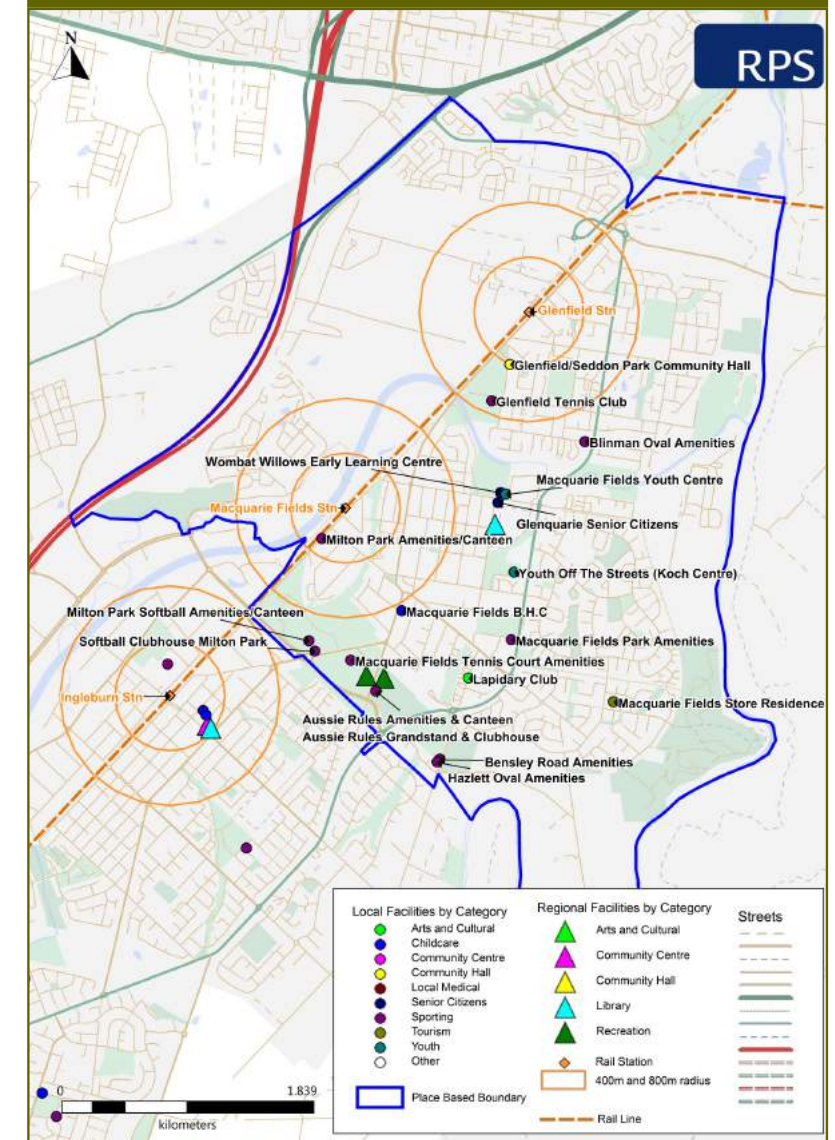 N
RPS
Glenfield Stn
Glenfield/Seddon Park Community Hall
Glenfield Tennis Club
Blinman Oval Amenities
Wombat Willows Early Learning Centre
Macquarie Fields Youth Centre
Macquarie Fields Stn
Glenquarie Senior Citizens
Milton Park Amenities/Canteen
Youth Off The Streets (Koch Centre)
Milton Park Softball Amenities/Canteen
Macquarie Fields B.H.C
Softball Clubhouse Milton Park
Macquarie Fields Park Amenities
Macquarie Fields Tennis Court Amenities
Lapidary Club
Ingleburn Stn
Macquarie Fields Store Residence
Aussie Rules Amenities & Canteen
Aussie Rules Grandstand & Clubhouse
Bensley Road Amenities
Hazlett Oval Amenities
Local Facilities by Category
Arts and Cultural
Childcare
Community Centre
Community Hall
Local Medical
Senior Citizens
Sporting
Tourism
Youth
Other
Place Based Boundary
Regional Facilities by Category
Arts and Cultural
Community Centre
Community Hall
Library
Recreation
Rail Station
400m and 800m radius
Rail Line
Streets
0 1.839
kilometers